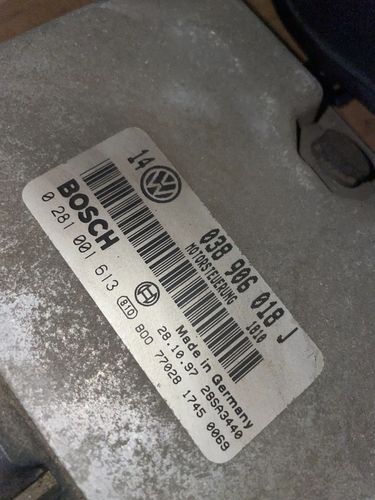 14
038 906 018 J
MOTORSTEUERUNG 1810
BOSCH
0 281 001 613
Made in Germany
28.10.97 28SA3440
B00 77028 1745 0069